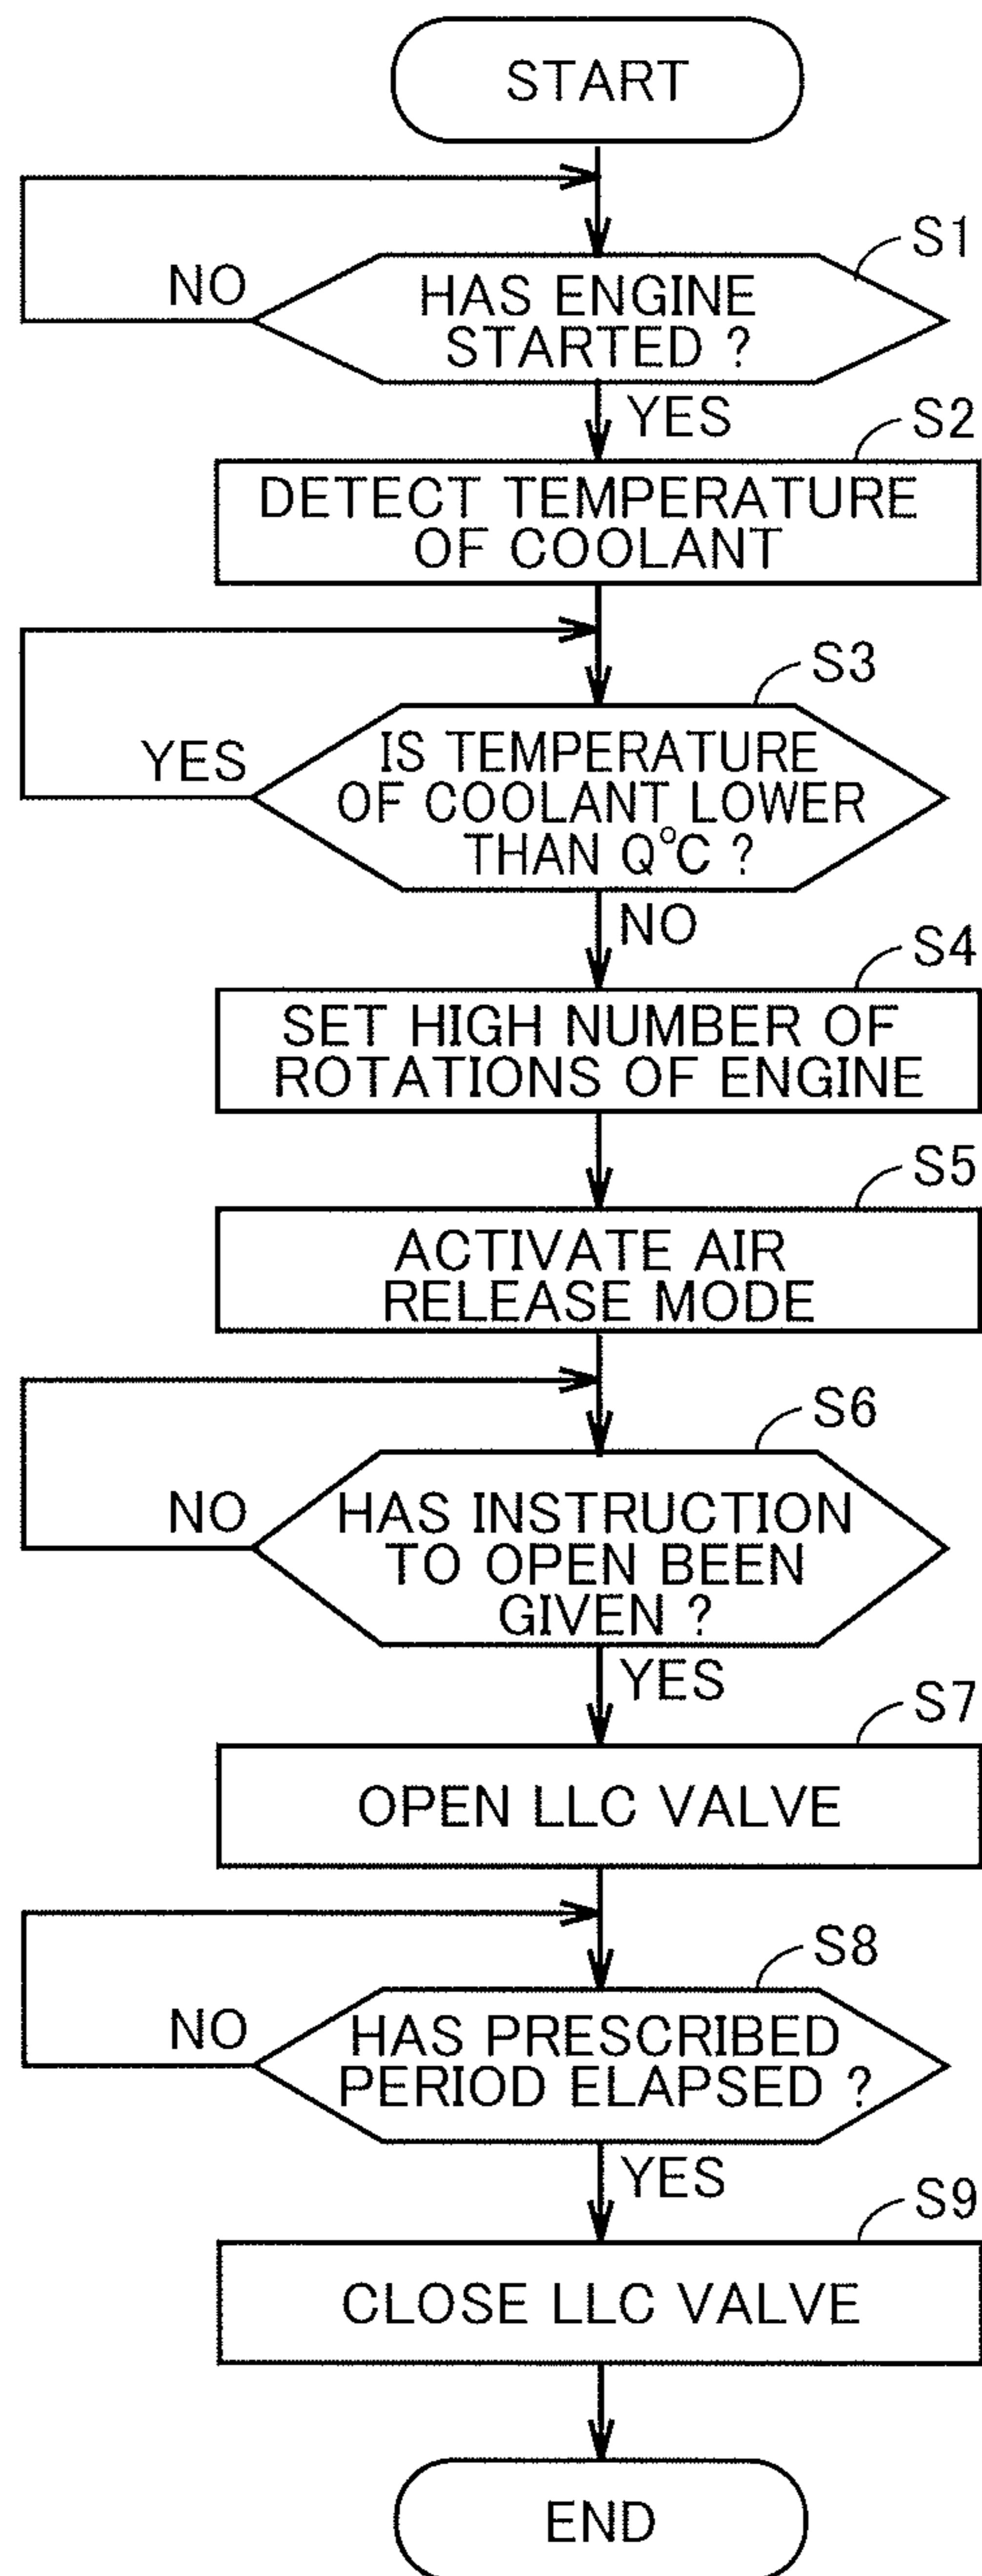 START
S1
NO
HAS ENGINE
STARTED ?
YES
S2
DETECT TEMPERATURE
OF COOLANT
S3
YES
IS TEMPERATURE
OF COOLANT LOWER
THAN Q°C ?
NO
S4
SET HIGH NUMBER OF
ROTATIONS OF ENGINE
S5
ACTIVATE AIR
RELEASE MODE
S6
NO
HAS INSTRUCTION
TO OPEN BEEN
GIVEN ?
YES
S7
OPEN LLC VALVE
S8
NO
HAS PRESCRIBED
PERIOD ELAPSED ?
YES
S9
CLOSE LLC VALVE
END